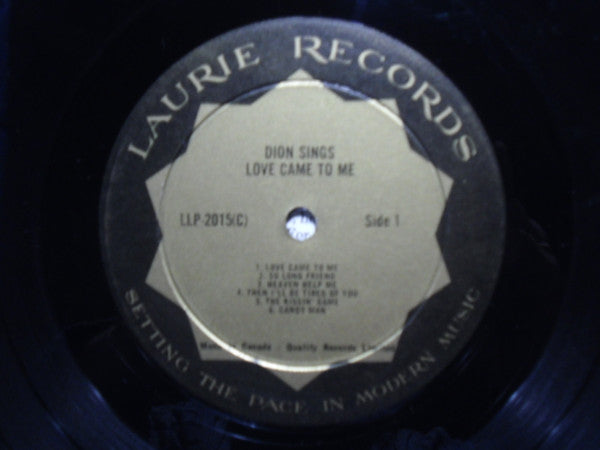 LAURIE RECORDS
DION SINGS
LOVE CAME TO ME
LLP-2015(C) Side 1
1. LOVE CAME TO ME
2. SO LONG FRIEND
3. HEAVEN HELP ME
4. THEN I'LL BE TIRED OF YOU
5. THE KISSIN' GAME
6. CANDY MAN
Made in Canada - Quality Records Limited
SETTING THE PACE IN MODERN MUSIC